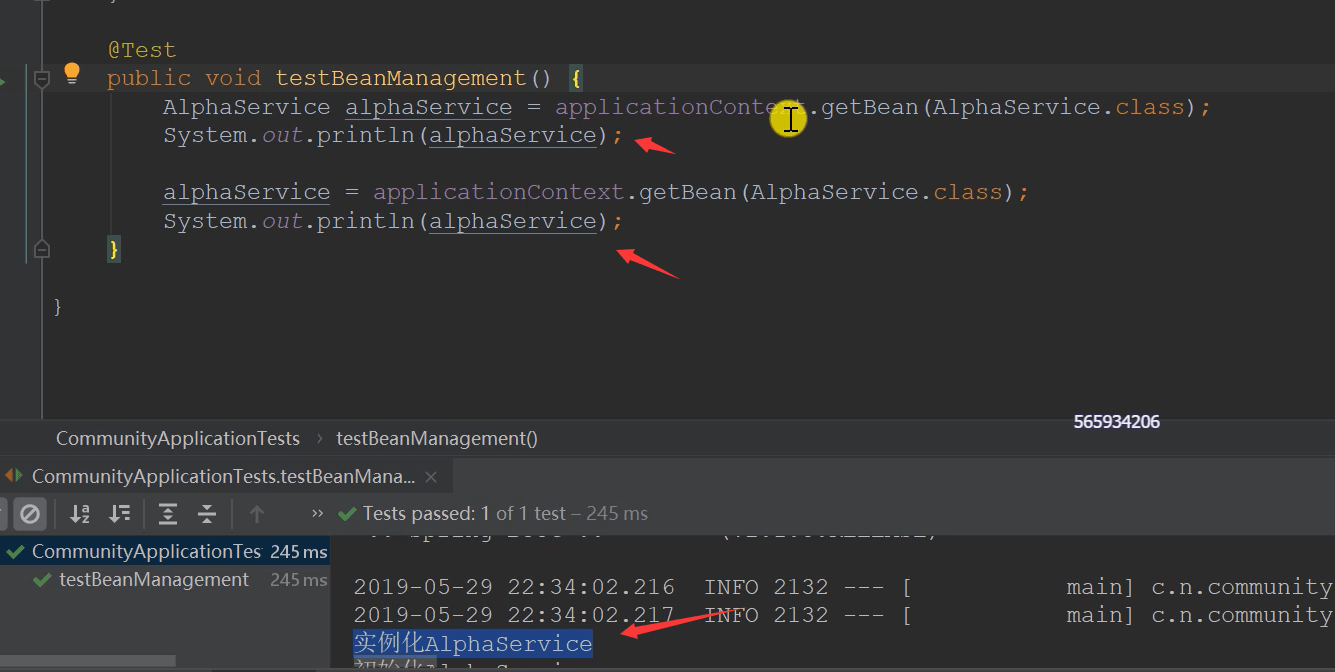 @Test
public void testBeanManagement() {
AlphaService alphaService = applicationContext.getBean(AlphaService.class);
System.out.println(alphaService);
alphaService = applicationContext.getBean(AlphaService.class);
System.out.println(alphaService);
}
}
565934206
CommunityApplicationTests › testBeanManagement()
CommunityApplicationTests.testBeanMana... ×
» Tests passed: 1 of 1 test – 245 ms
CommunityApplicationTes 245 ms
testBeanManagement 245 ms
2019-05-29 22:34:02.216 INFO 2132 --- [ main] c.n.community
2019-05-29 22:34:02.217 INFO 2132 --- [ main] c.n.community
实例化AlphaService